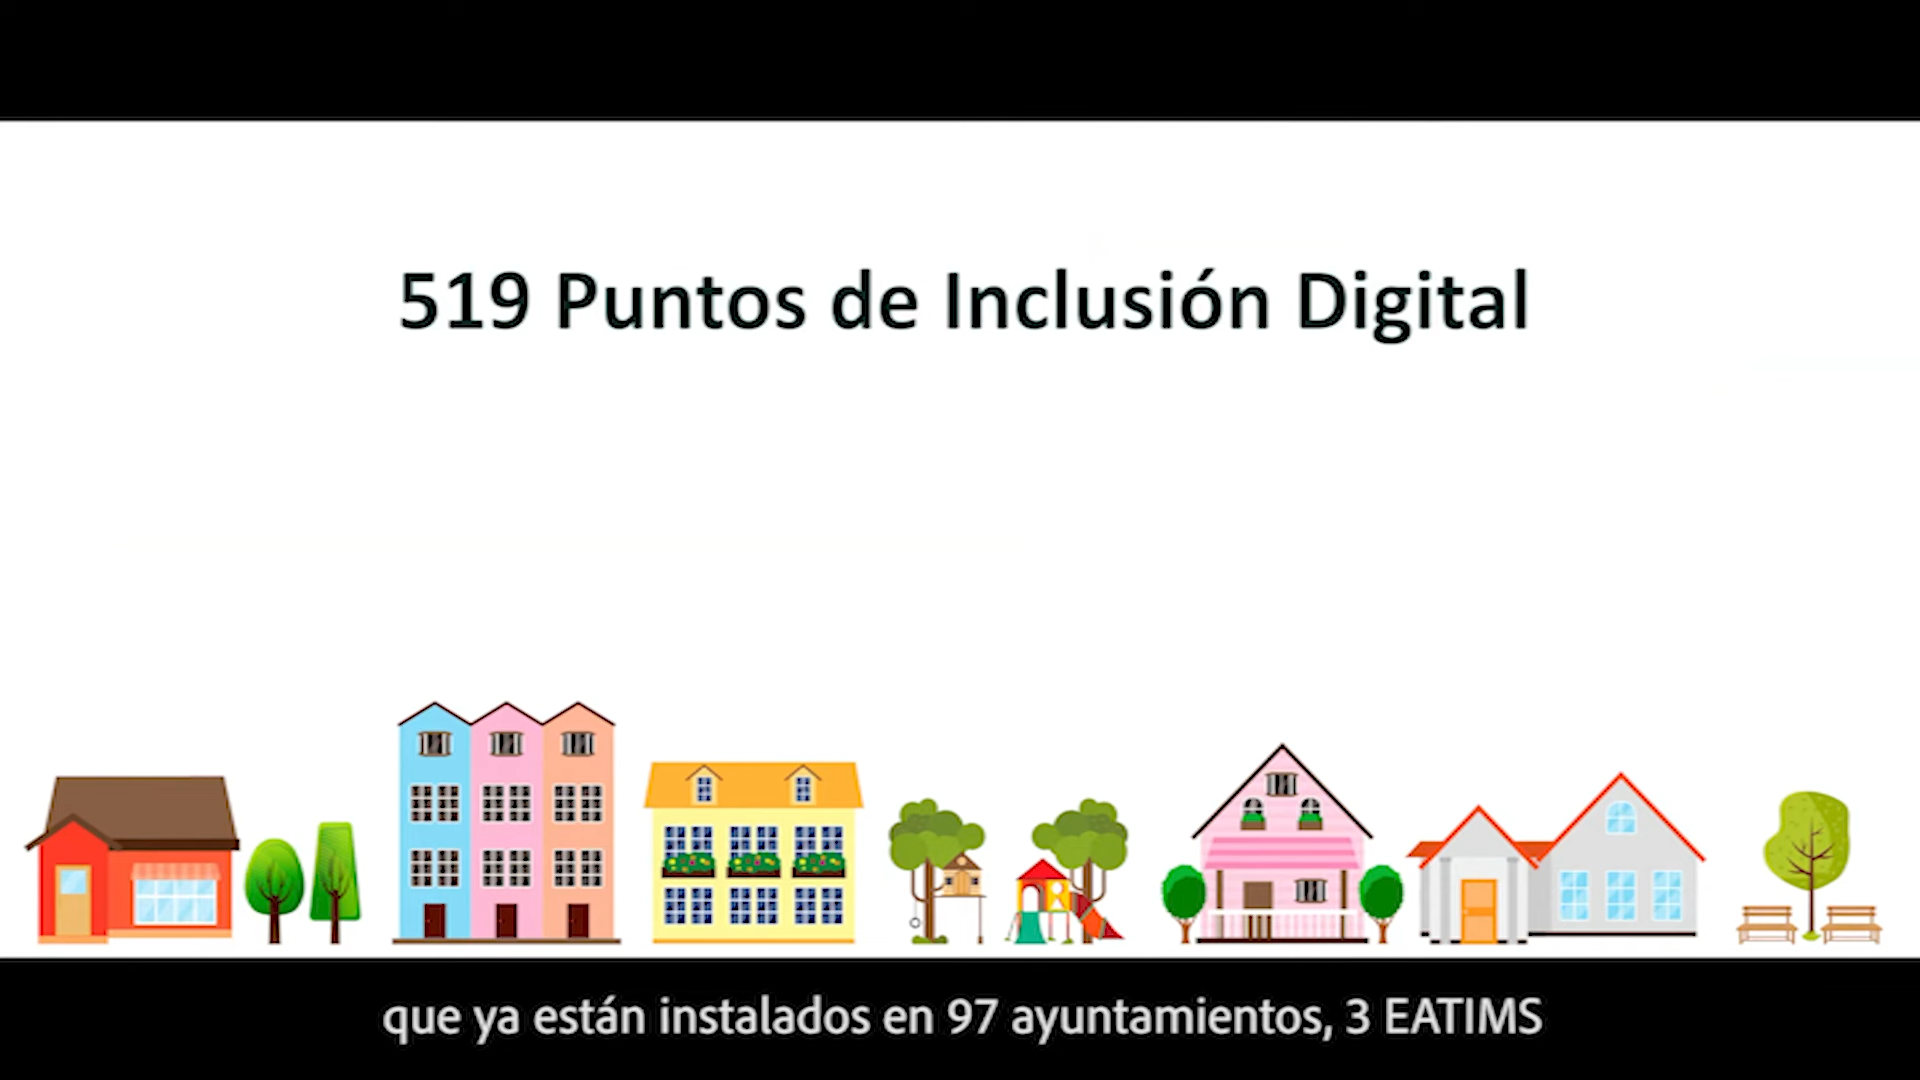 519 Puntos de Inclusión Digital
que ya están instalados en 97 ayuntamientos, 3 EATIMS